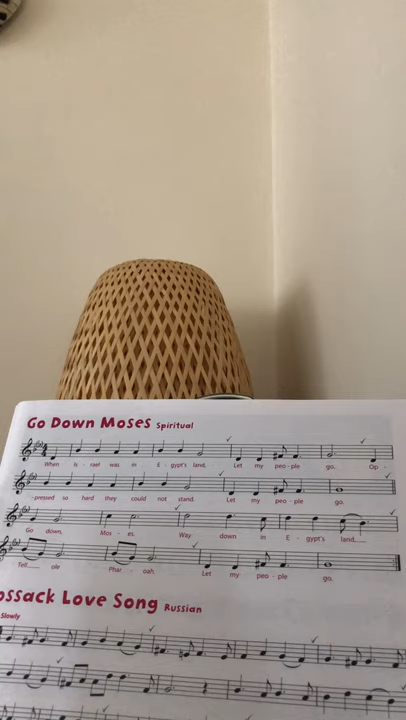 Go Down Moses Spiritual
When Is - rael was in E - gypt's land, Let my peo - ple go. Op -
- pressed so hard they could not stand. Let my peo - ple go.
Go down, Mos - es. Way down in E - gypt's land,
Tell ole Phar - oah, Let my peo - ple go.
ossack Love Song Russian
Slowly